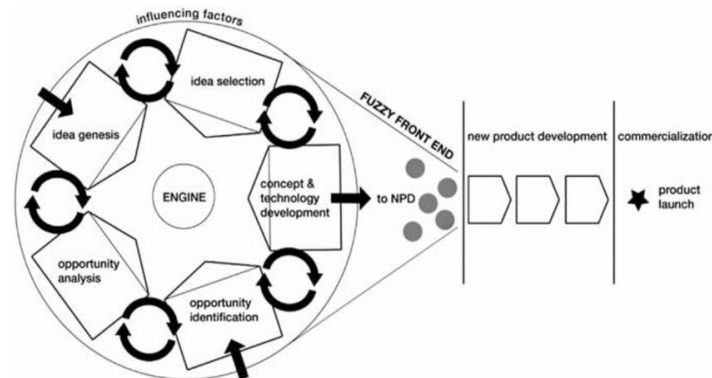 influencing factors
idea selection
idea genesis
ENGINE
concept &
technology
development
opportunity
analysis
opportunity
identification
FUZZY FRONT END
to NPD
new product development
commercialization
product
launch